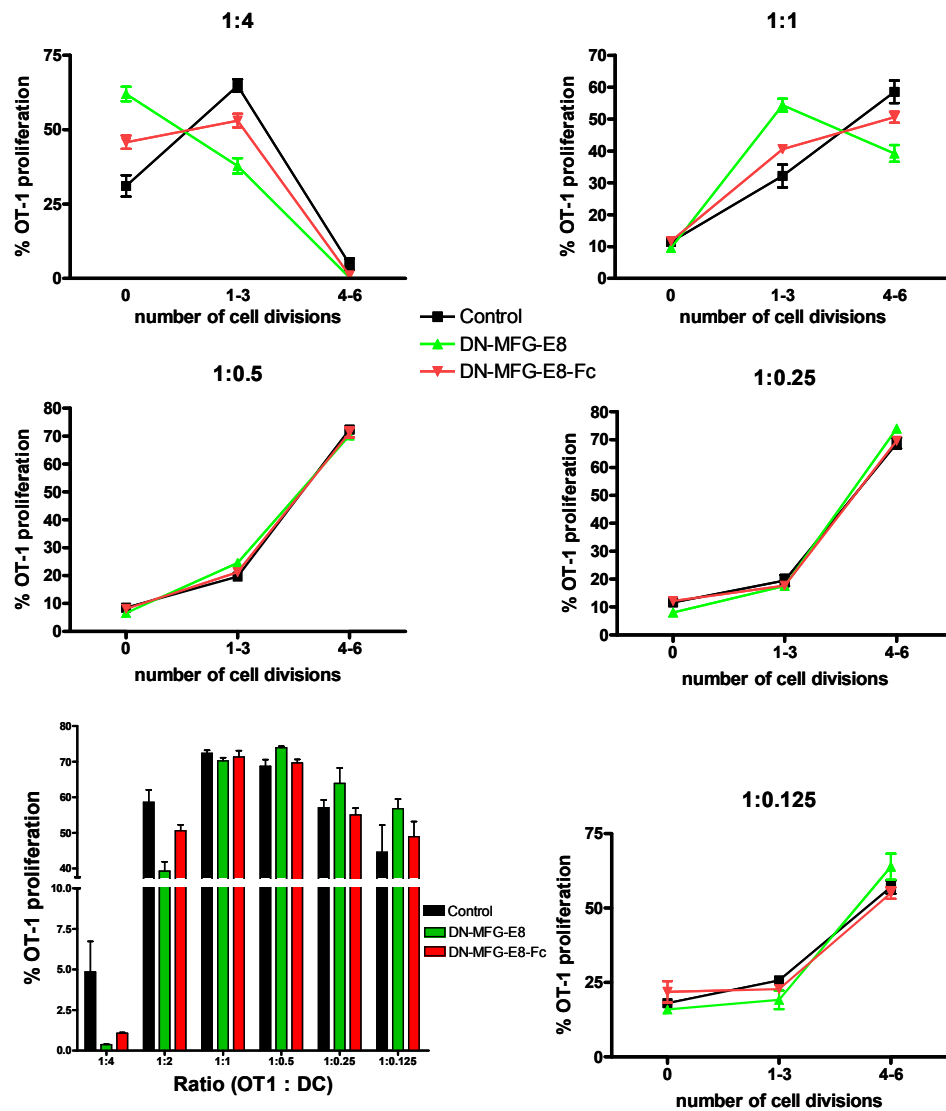 1:4
75
50
25
0
% OT-1 proliferation
0 1-3 4-6
number of cell divisions
1:1
70
60
50
40
30
20
10
0
% OT-1 proliferation
0 1-3 4-6
number of cell divisions
Control
DN-MFG-E8
DN-MFG-E8-Fc
1:0.5
80
70
60
50
40
30
20
10
0
% OT-1 proliferation
0 1-3 4-6
number of cell divisions
1:0.25
80
70
60
50
40
30
20
10
0
% OT-1 proliferation
0 1-3 4-6
number of cell divisions
80
70
60
50
40
10.0
7.5
5.0
2.5
0.0
% OT-1 proliferation
1:4 1:2 1:1 1:0.5 1:0.25 1:0.125
Ratio (OT1 : DC)
Control
DN-MFG-E8
DN-MFG-E8-Fc
1:0.125
75
50
25
0
% OT-1 proliferation
0 1-3 4-6
number of cell divisions